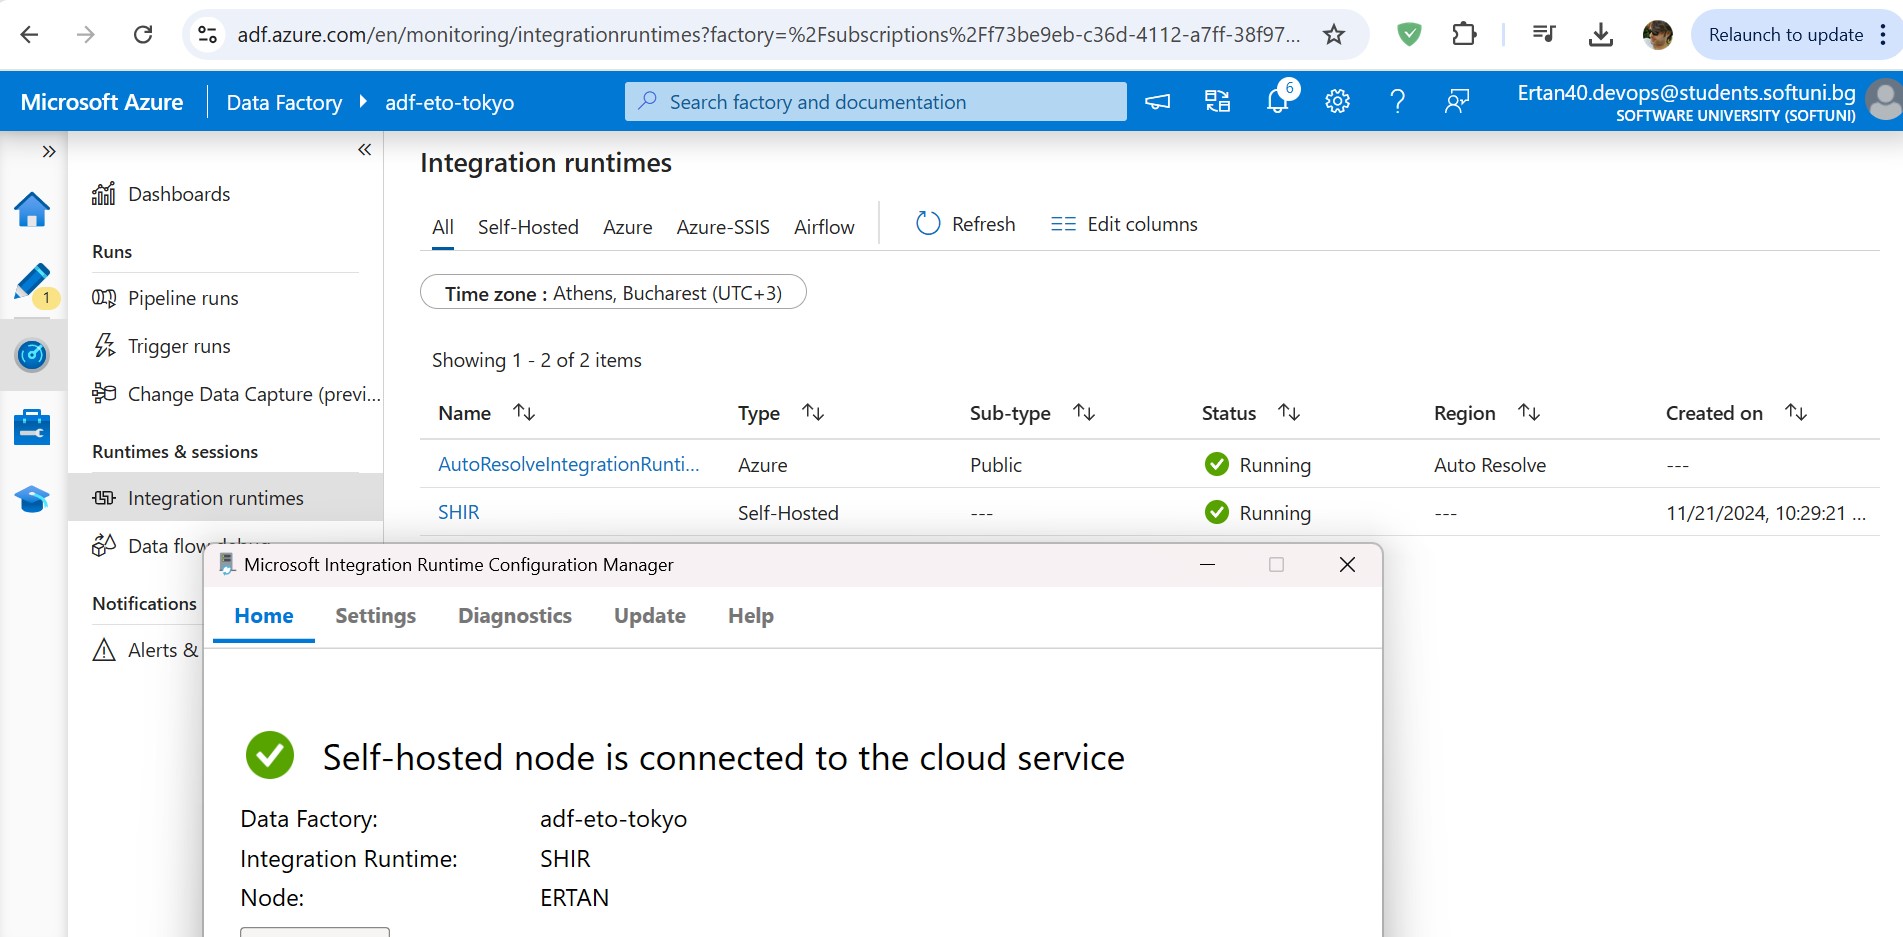 adf.azure.com/en/monitoring/integrationruntimes?factory=%2Fsubscriptions%2Ff73be9eb-c36d-4112-a7ff-38f97...
Relaunch to update
Microsoft Azure
Data Factory
adf-eto-tokyo
Search factory and documentation
6
Ertan40.devops@students.softuni.bg
SOFTWARE UNIVERSITY (SOFTUNI)
1
Dashboards
Runs
Pipeline runs
Trigger runs
Change Data Capture (previ...
Runtimes & sessions
Integration runtimes
Data flow debug
Notifications
Alerts &
Integration runtimes
All Self-Hosted Azure Azure-SSIS Airflow Refresh Edit columns
Time zone : Athens, Bucharest (UTC+3)
Showing 1 - 2 of 2 items
Name Type Sub-type Status Region Created on
AutoResolveIntegrationRunti... Azure Public Running Auto Resolve ---
SHIR Self-Hosted --- Running --- 11/21/2024, 10:29:21 ...
Microsoft Integration Runtime Configuration Manager
Home Settings Diagnostics Update Help
Self-hosted node is connected to the cloud service
Data Factory: adf-eto-tokyo
Integration Runtime: SHIR
Node: ERTAN